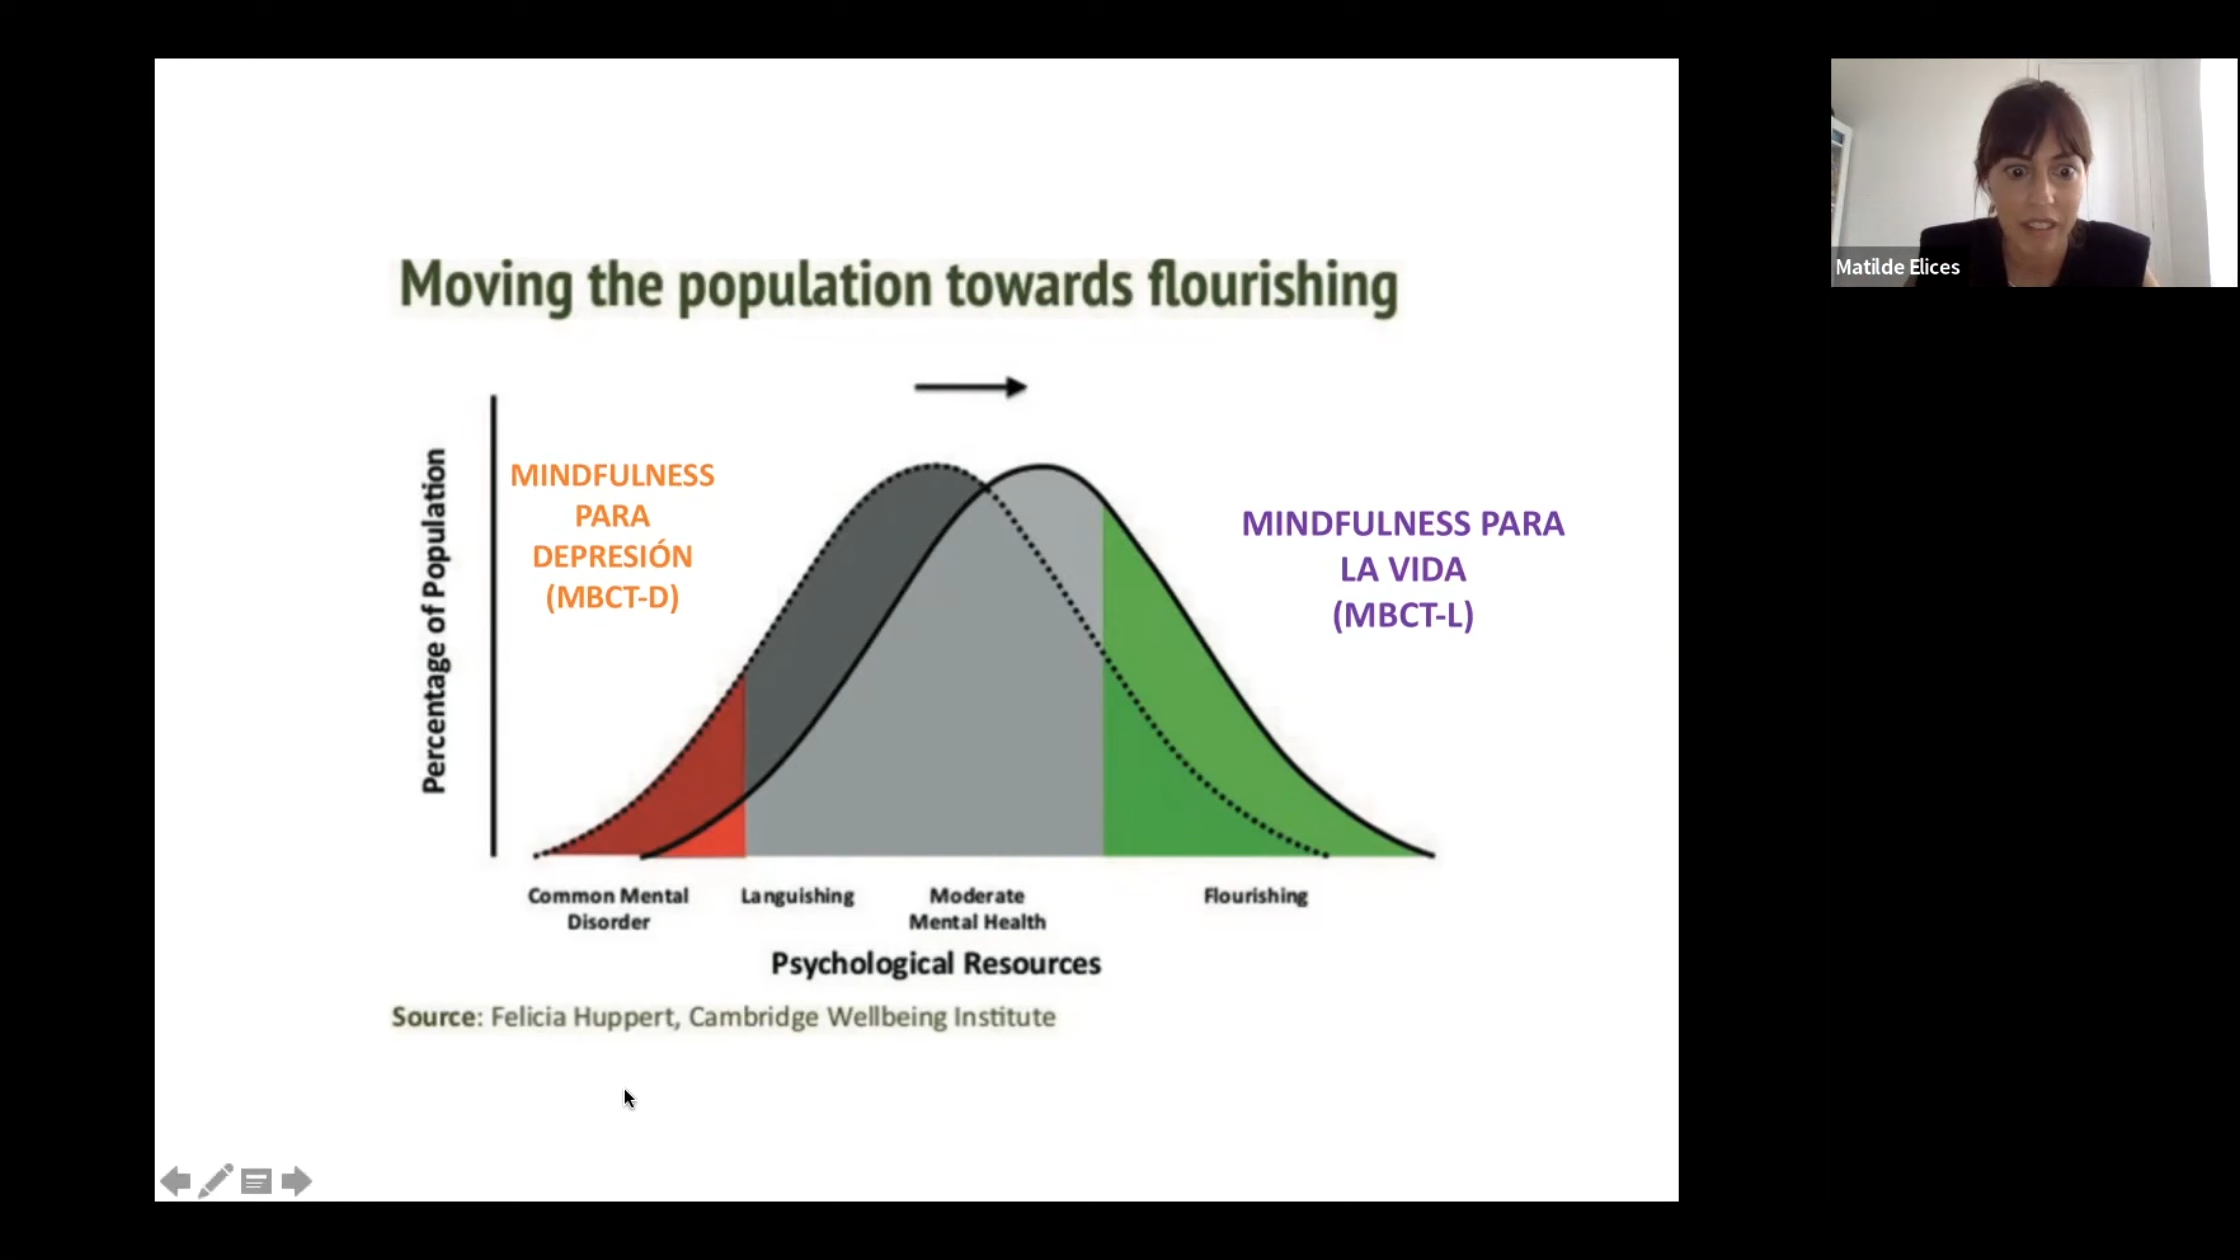 Moving the population towards flourishing
Percentage of Population
MINDFULNESS
PARA
DEPRESIÓN
(MBCT-D)
MINDFULNESS PARA
LA VIDA
(MBCT-L)
Common Mental
Disorder
Languishing
Moderate
Mental Health
Flourishing
Psychological Resources
Source: Felicia Huppert, Cambridge Wellbeing Institute
Matilde Elices